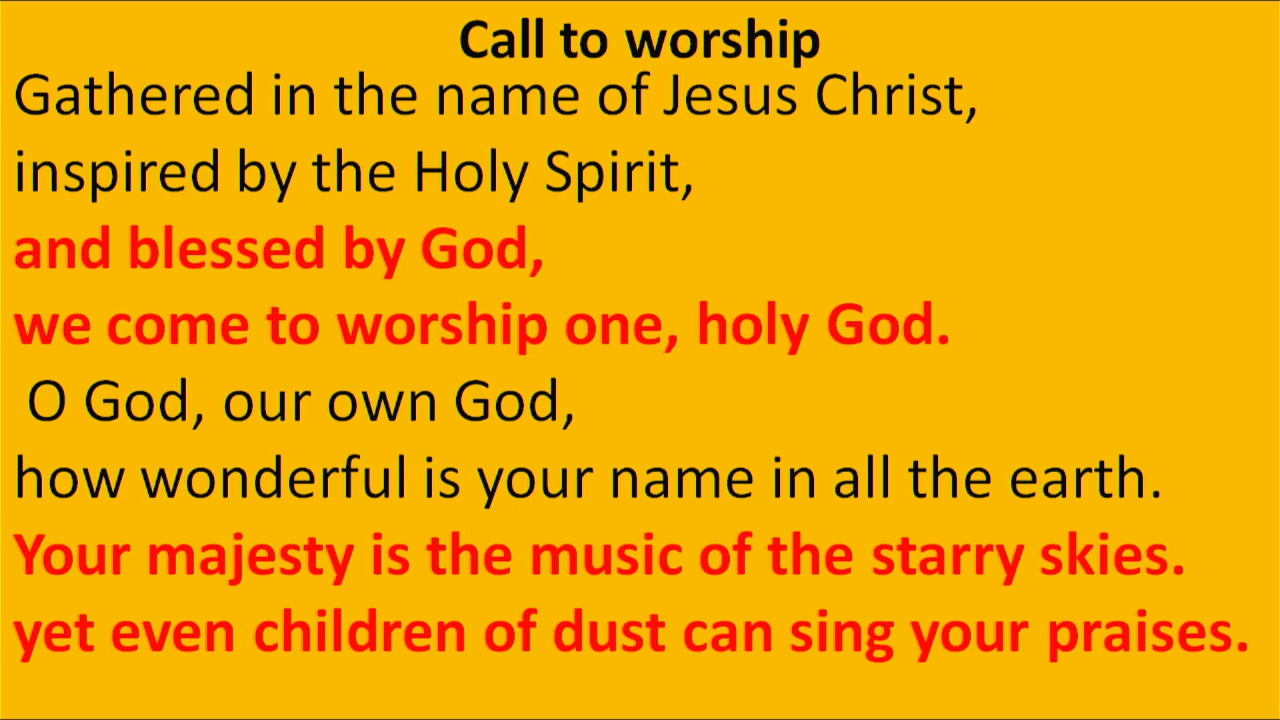 Call to worship
Gathered in the name of Jesus Christ,
inspired by the Holy Spirit,
and blessed by God,
we come to worship one, holy God.
O God, our own God,
how wonderful is your name in all the earth.
Your majesty is the music of the starry skies.
yet even children of dust can sing your praises.